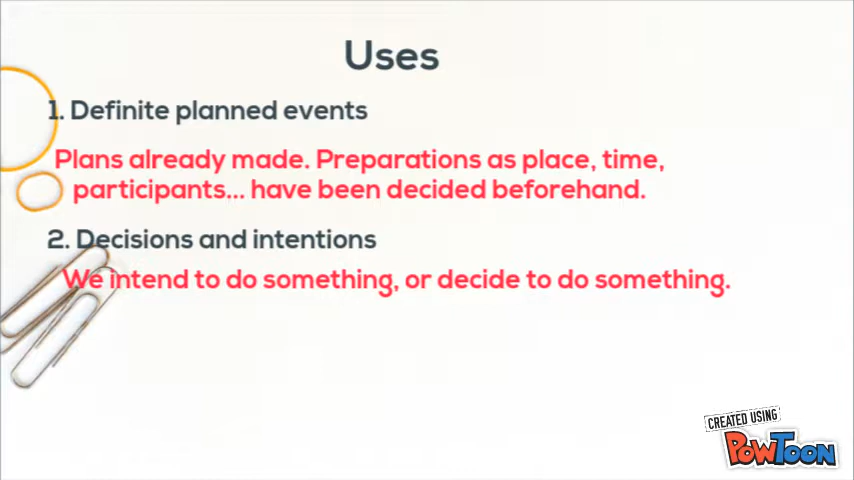 Uses
1. Definite planned events
Plans already made. Preparations as place, time,
participants... have been decided beforehand.
2. Decisions and intentions
We intend to do something, or decide to do something.
CREATED USING
POWTOON